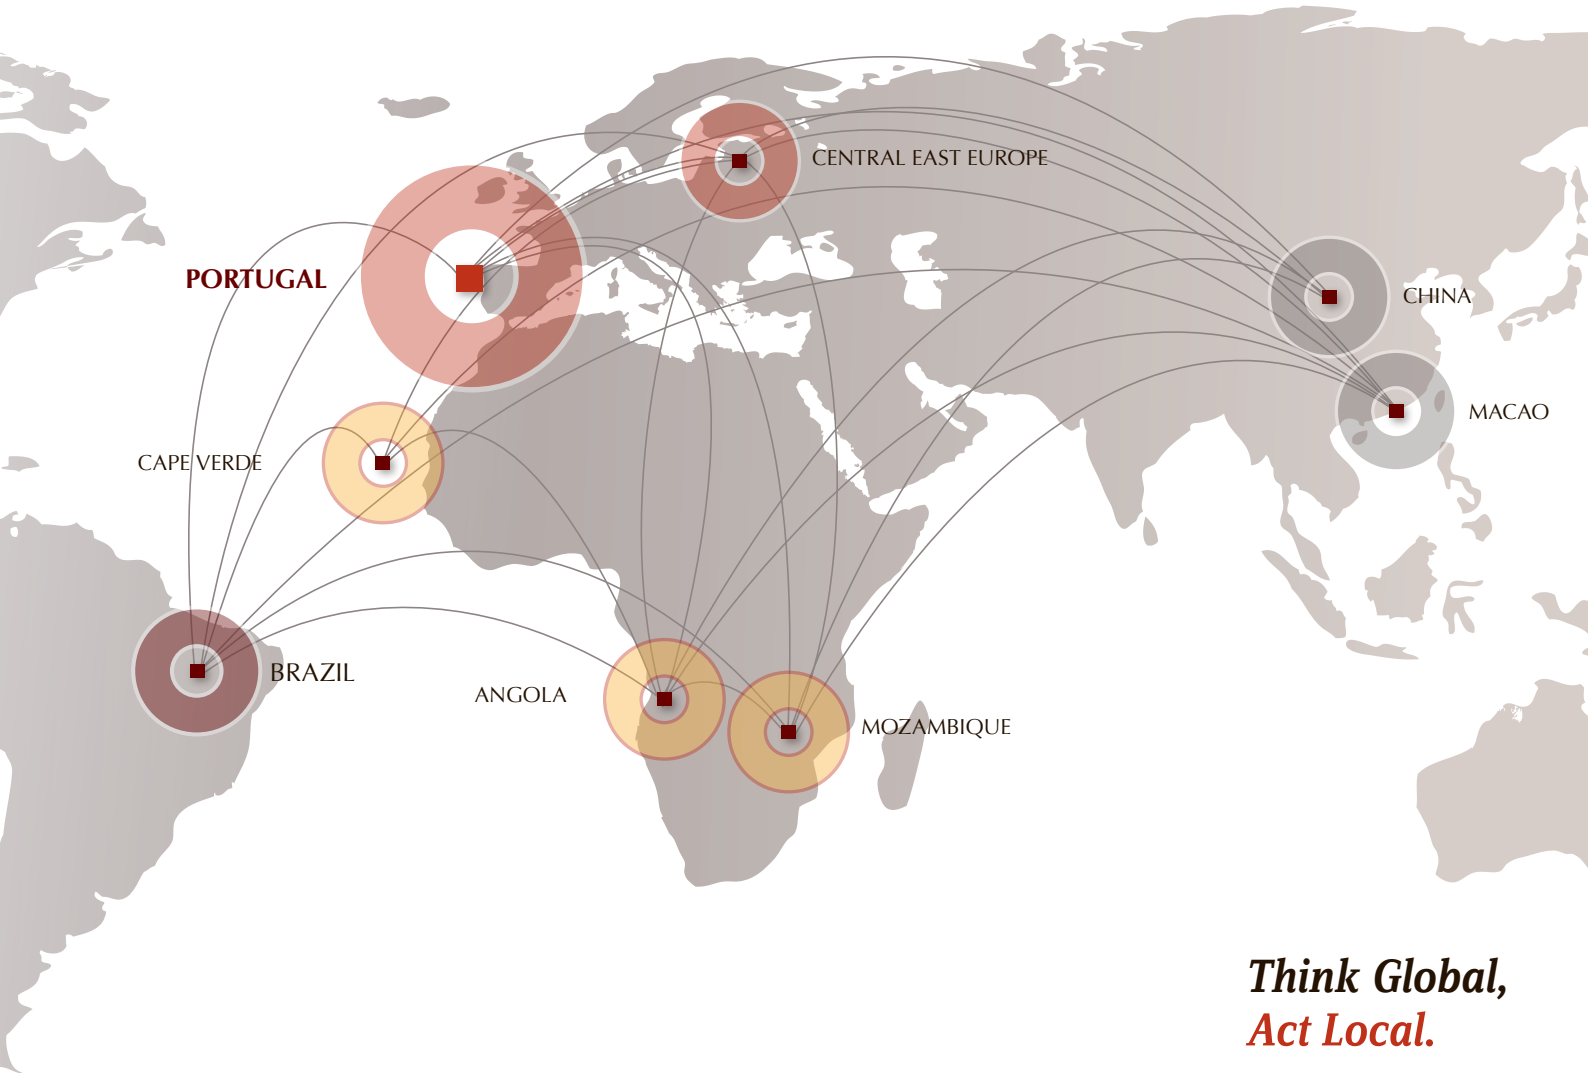 CENTRAL EAST EUROPE
PORTUGAL
CHINA
MACAO
CAPE VERDE
BRAZIL
ANGOLA
MOZAMBIQUE
Think Global,
Act Local.